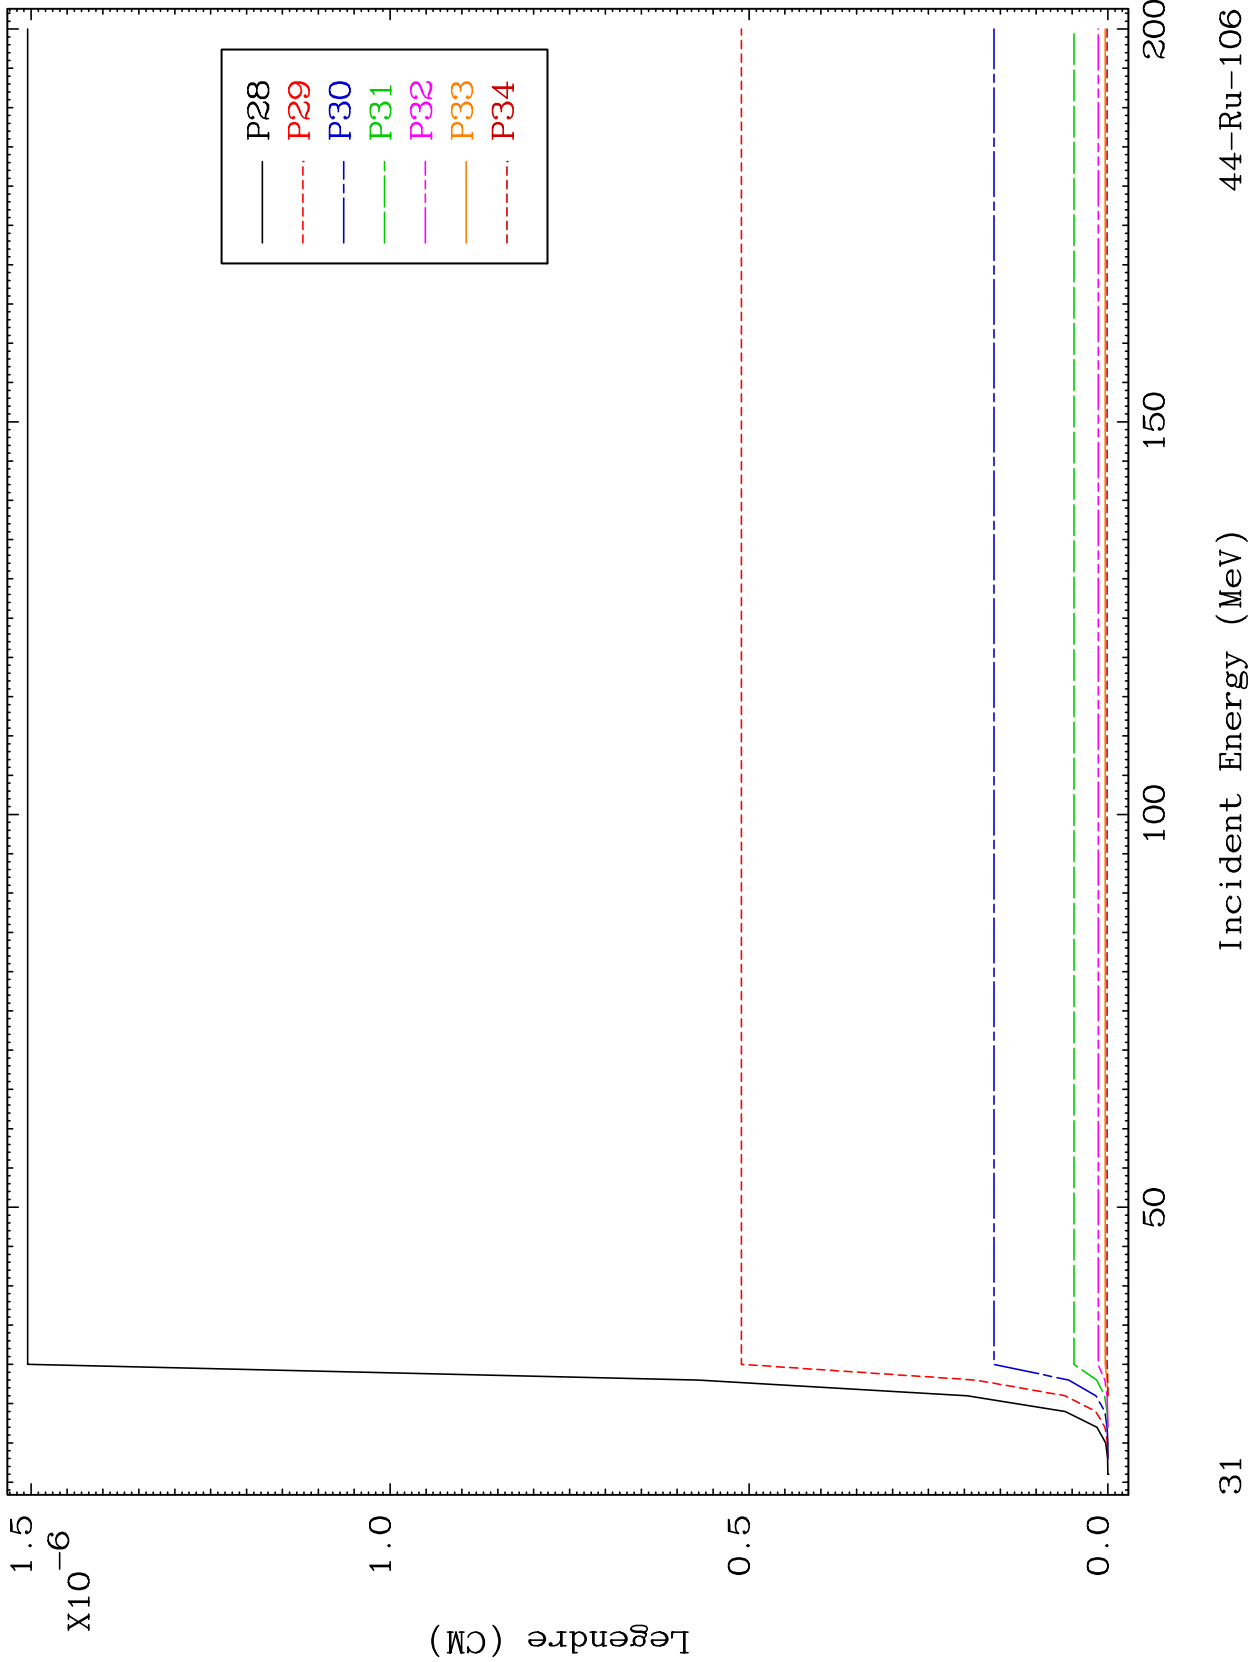 1.5
X10-6
1.0
0.5
0.0
Legendre (CM)
P28
P29
P30
P31
P32
P33
P34
50
100
150
200
Incident Energy (MeV)
31
44-Ru-106